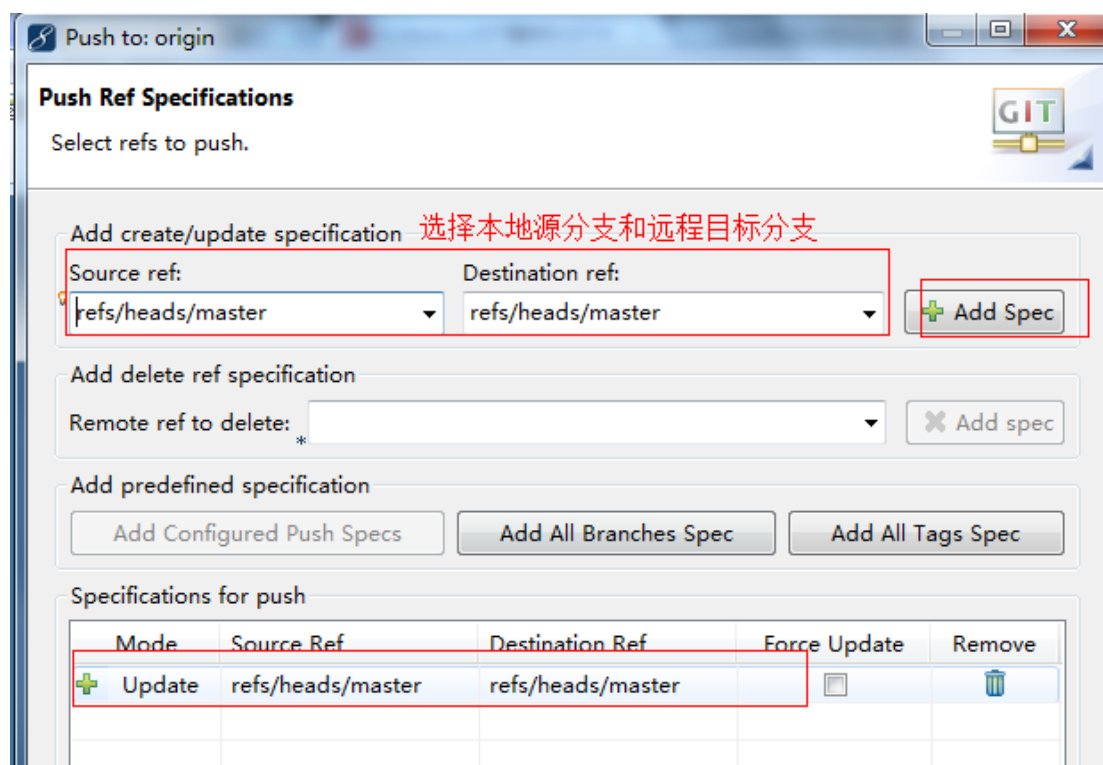 Push to: origin
Push Ref Specifications
GIT
Select refs to push.
Add create/update specification 选择本地源分支和远程目标分支
Source ref: Destination ref:
refs/heads/master refs/heads/master Add Spec
Add delete ref specification
Remote ref to delete: * Add spec
Add predefined specification
Add Configured Push Specs Add All Branches Spec Add All Tags Spec
Specifications for push
Mode Source Ref Destination Ref Force Update Remove
Update refs/heads/master refs/heads/master